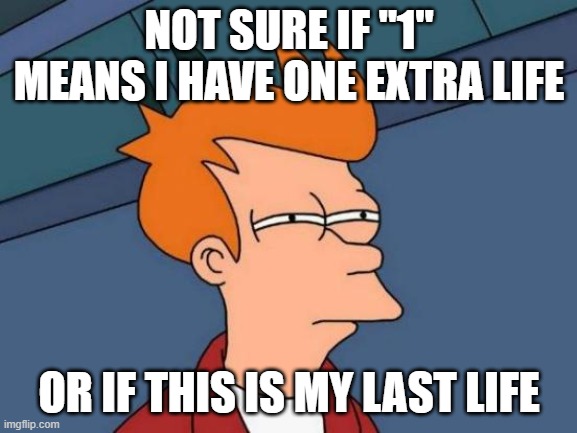 NOT SURE IF "1"
MEANS I HAVE ONE EXTRA LIFE
OR IF THIS IS MY LAST LIFE
imgflip.com